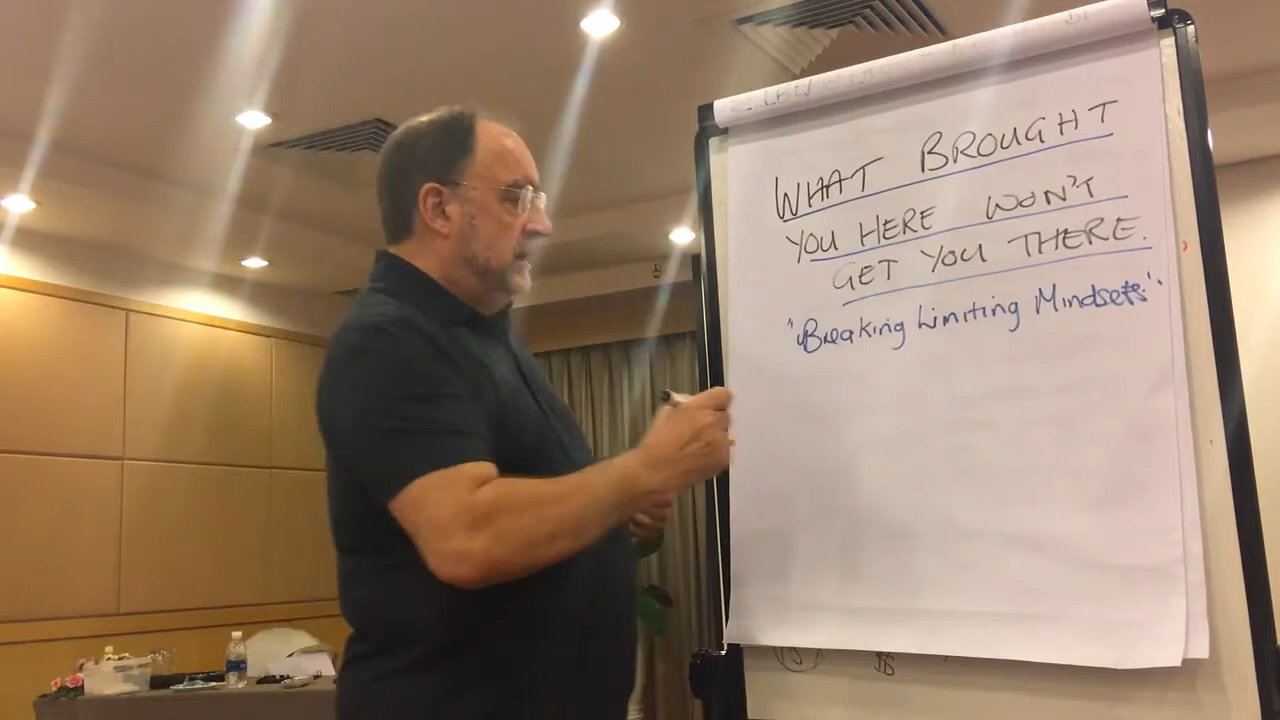 WHAT BROUGHT
YOU HERE WON'T
GET YOU THERE.
"Breaking Limiting Mindsets"